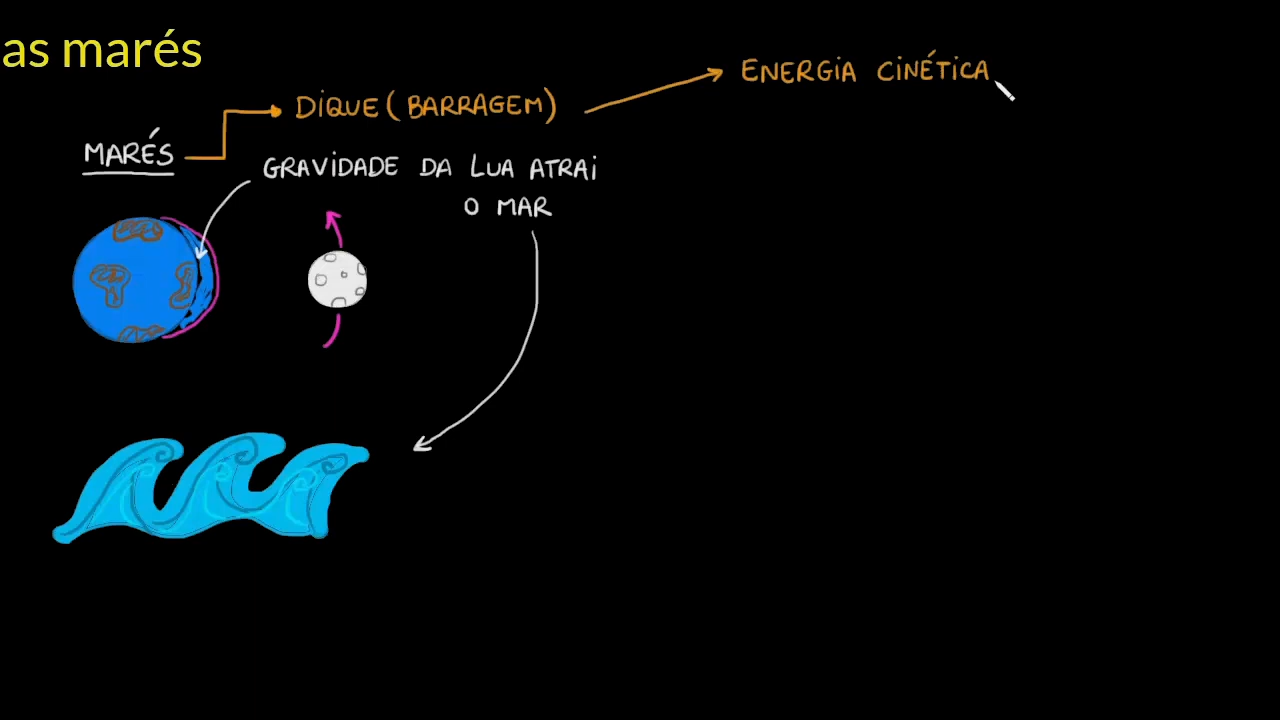 as marés
ENERGIA CINÉTICA
DIQUE (BARRAGEM)
MARÉS
GRAVIDADE DA LUA ATRAI
O MAR